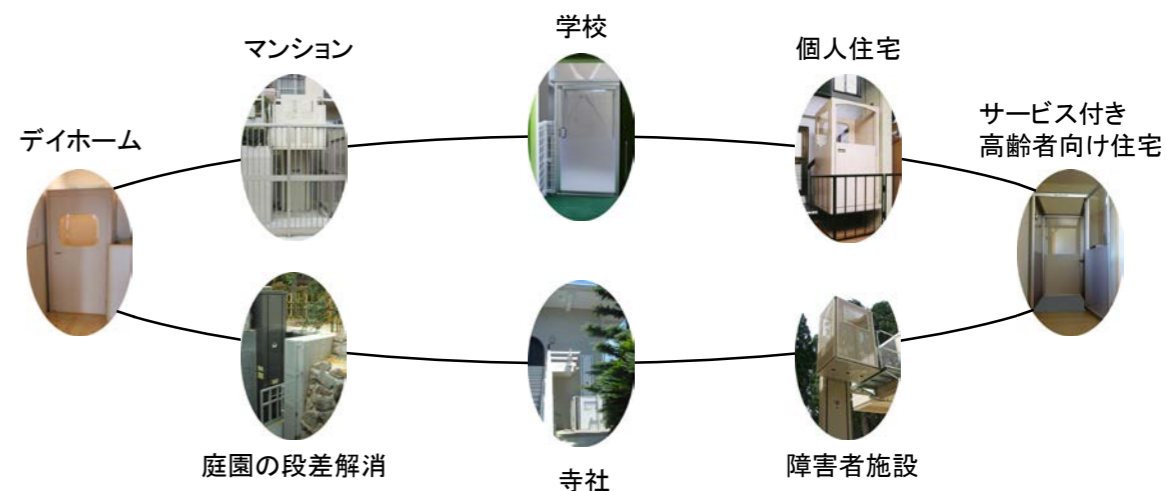 学校
マンション
個人住宅
サービス付き
高齢者向け住宅
デイホーム
庭園の段差解消
寺社
障害者施設